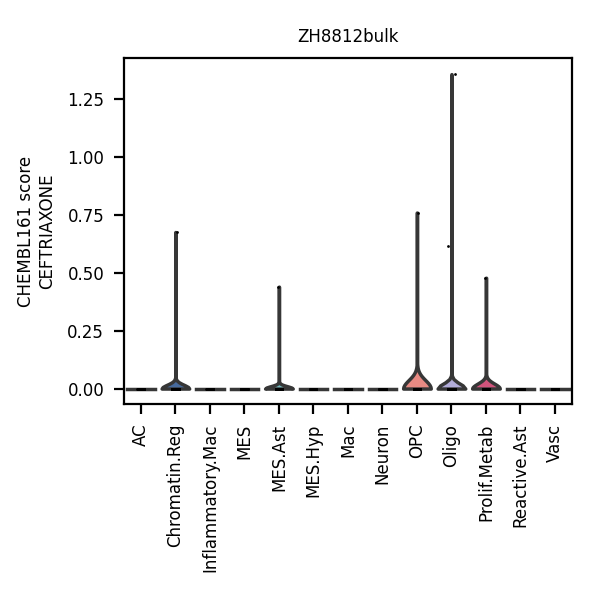 ZH8812bulk
CHEMBL161 score
CEFTRIAXONE
1.25
1.00
0.75
0.50
0.25
0.00
AC
Chromatin.Reg
Inflammatory.Mac
MES
MES.Ast
MES.Hyp
Mac
Neuron
OPC
Oligo
Prolif.Metab
Reactive.Ast
Vasc